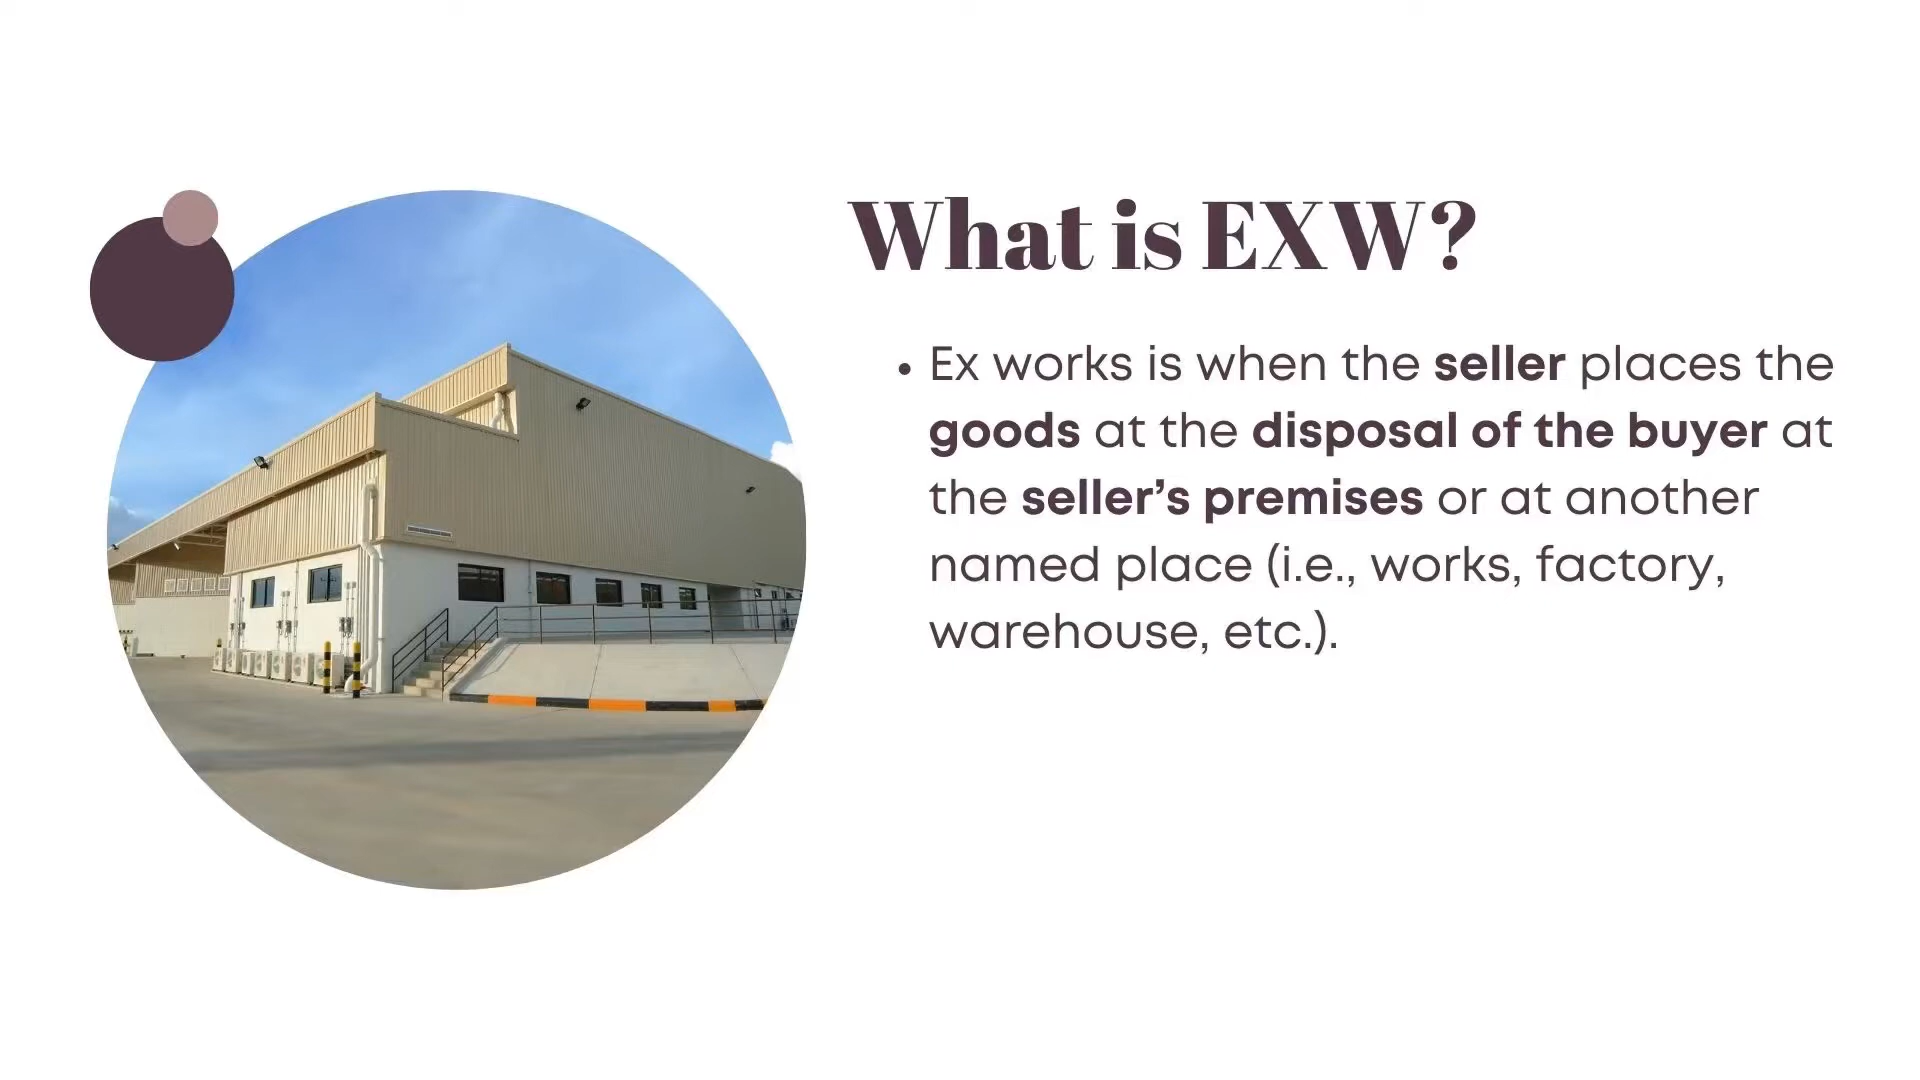 What is EXW?
• Ex works is when the seller places the
goods at the disposal of the buyer at
the seller’s premises or at another
named place (i.e., works, factory,
warehouse, etc.).